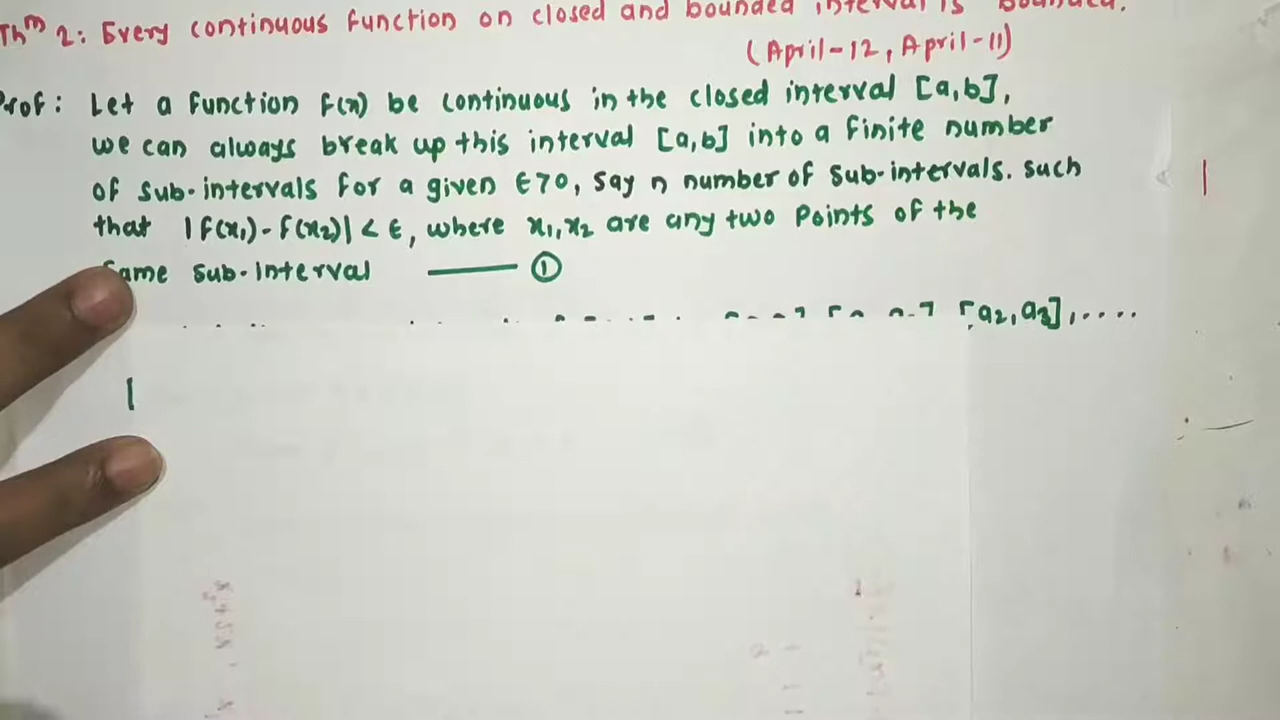 Thm 2: Every continuous function on closed and bounded interval is bounded.
(April-12, April-11)
Prof: Let a function f(x) be continuous in the closed interval [a,b],
we can always break up this interval [a,b] into a finite number
of sub-intervals for a given ϵ>0, say n number of sub-intervals. such
that |f(x₁)-f(x₂)| < ϵ, where x₁,x₂ are any two points of the
same sub-interval —— ①
[a₂,a₃],....